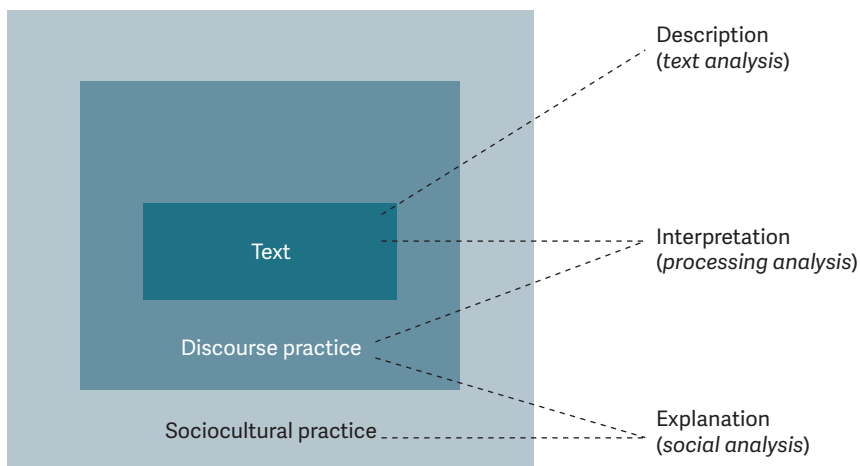 Description
(text analysis)
Text
Interpretation
(processing analysis)
Discourse practice
Sociocultural practice
Explanation
(social analysis)